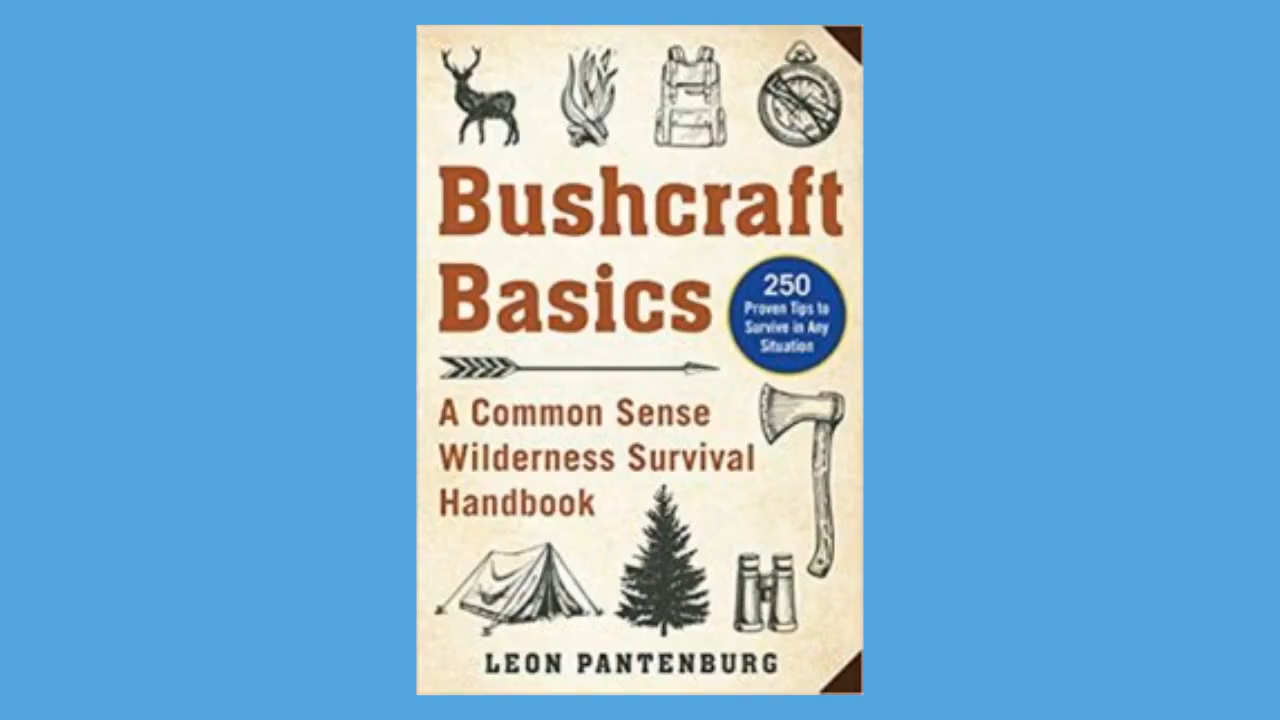 Bushcraft
Basics
250
Proven Tips to
Survive in Any
Situation
A Common Sense
Wilderness Survival
Handbook
LEON PANTENBURG